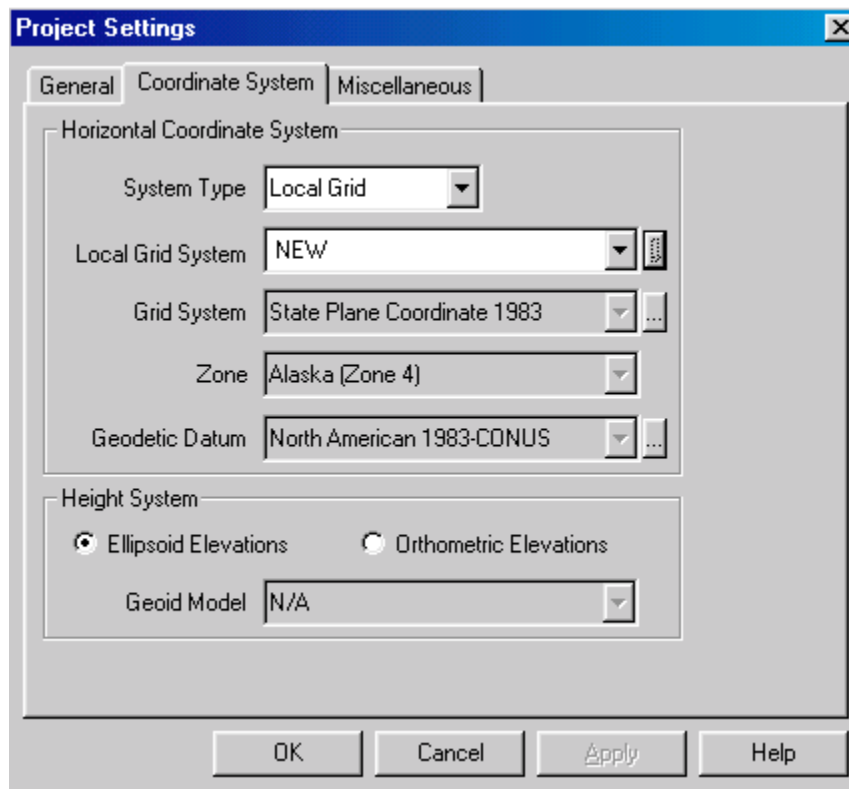 Project Settings
General Coordinate System Miscellaneous
Horizontal Coordinate System
System Type Local Grid
Local Grid System NEW
Grid System State Plane Coordinate 1983 ...
Zone Alaska (Zone 4)
Geodetic Datum North American 1983-CONUS ...
Height System
Ellipsoid Elevations Orthometric Elevations
Geoid Model N/A
OK Cancel Apply Help